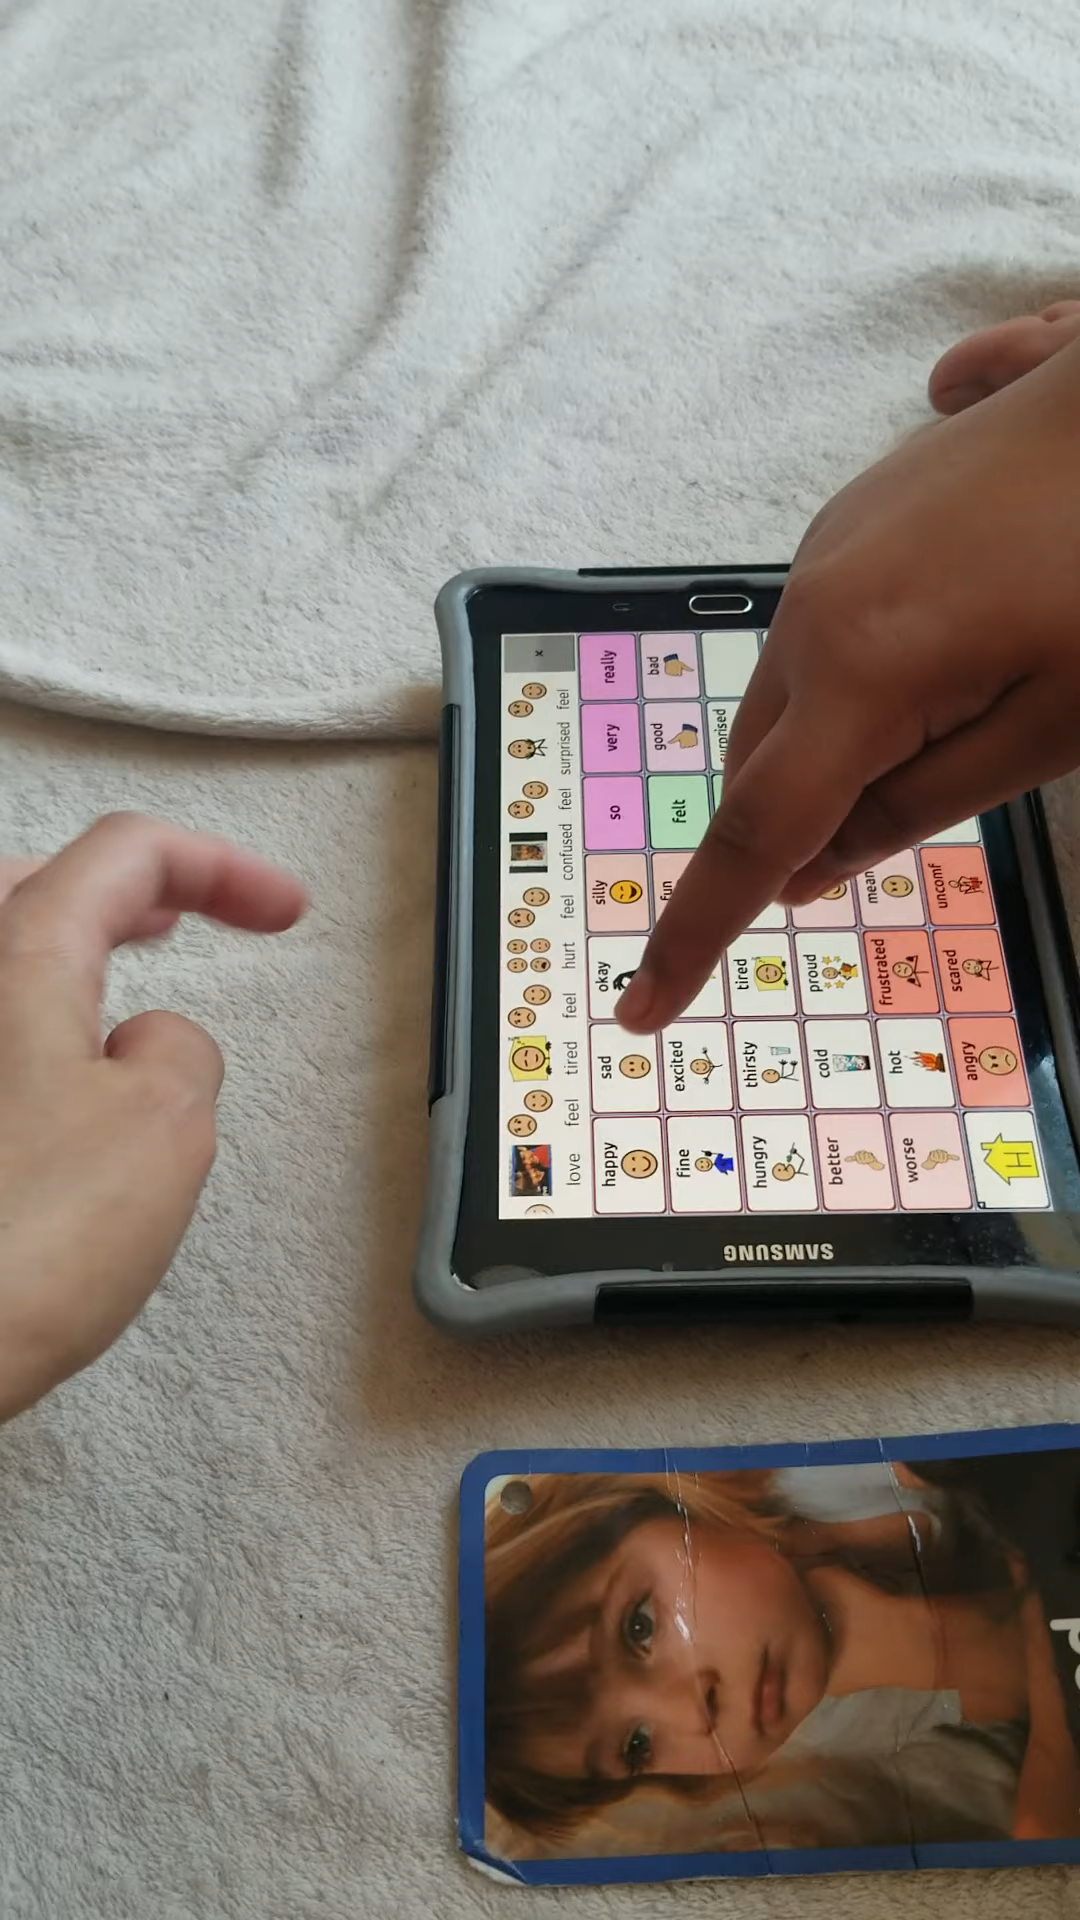 love feel tired feel hurt feel confused feel surprised feel x
happy sad okay silly so very really
fine excited fun felt good bad
hungry thirsty tired surprised
better cold proud
worse hot frustrated mean
angry scared uncomf
SAMSUNG